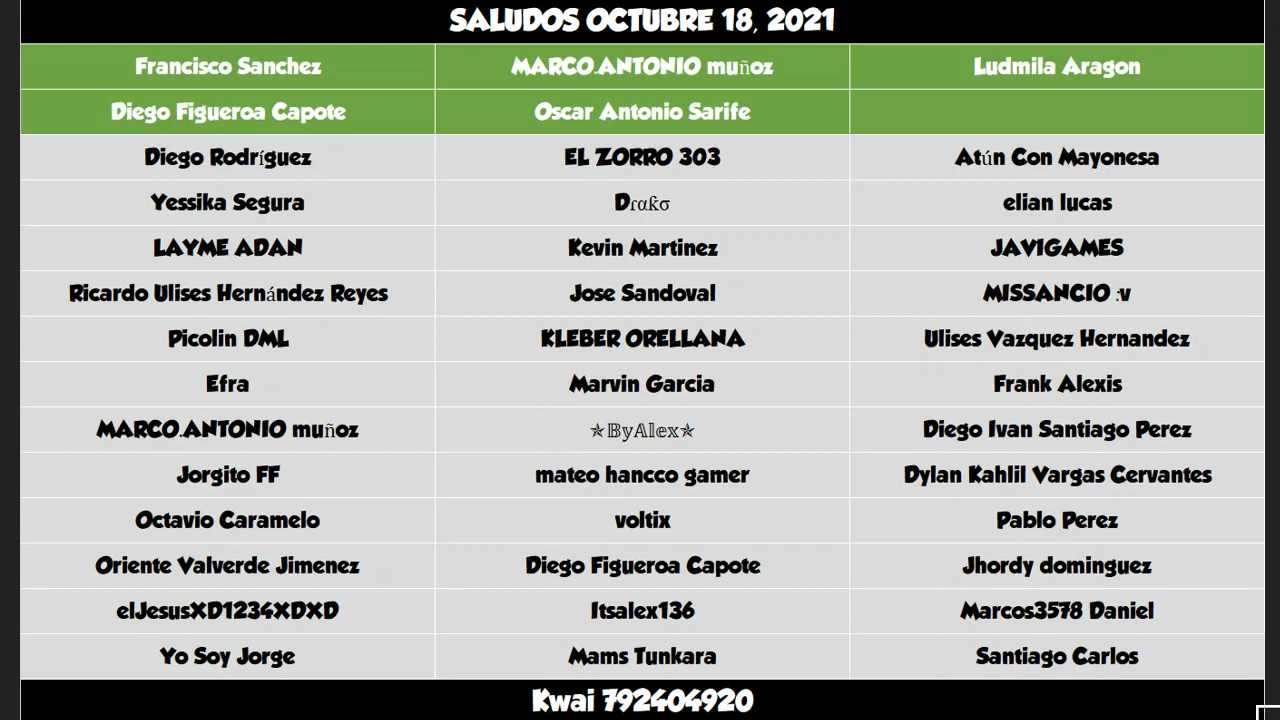 SALUDOS OCTUBRE 18, 2021
Francisco Sanchez MARCO.ANTONIO muñoz Ludmila Aragon
Diego Figueroa Capote Oscar Antonio Sarife
Diego Rodríguez EL ZORRO 303 Atún Con Mayonesa
Yessika Segura Dɾαƙσ elian lucas
LAYME ADAN Kevin Martinez JAVIGAMES
Ricardo Ulises Hernández Reyes Jose Sandoval MISSANCIO :v
Picolin DML KLEBER ORELLANA Ulises Vazquez Hernandez
Efra Marvin Garcia Frank Alexis
MARCO.ANTONIO muñoz ✯𝔹𝕪𝔸𝕝𝕖𝕩✯ Diego Ivan Santiago Perez
Jorgito FF mateo hancco gamer Dylan Kahlil Vargas Cervantes
Octavio Caramelo voltix Pablo Perez
Oriente Valverde Jimenez Diego Figueroa Capote Jhordy dominguez
elJesusXD1234XDXD Itsalex136 Marcos3578 Daniel
Yo Soy Jorge Mams Tunkara Santiago Carlos
Kwai 792404920